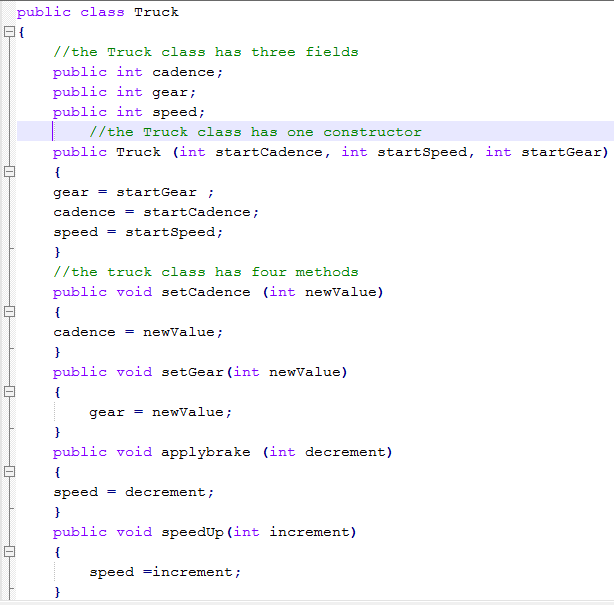 public class Truck
{
//the Truck class has three fields
public int cadence;
public int gear;
public int speed;
//the Truck class has one constructor
public Truck (int startCadence, int startSpeed, int startGear)
{
gear = startGear ;
cadence = startCadence;
speed = startSpeed;
}
//the truck class has four methods
public void setCadence (int newValue)
{
cadence = newValue;
}
public void setGear(int newValue)
{
gear = newValue;
}
public void applybrake (int decrement)
{
speed = decrement;
}
public void speedUp(int increment)
{
speed =increment;
}